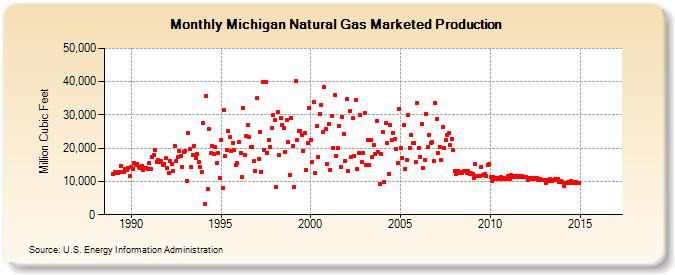 Monthly Michigan Natural Gas Marketed Production
Million Cubic Feet
50,000
40,000
30,000
20,000
10,000
0
1990 1995 2000 2005 2010 2015
Source: U.S. Energy Information Administration